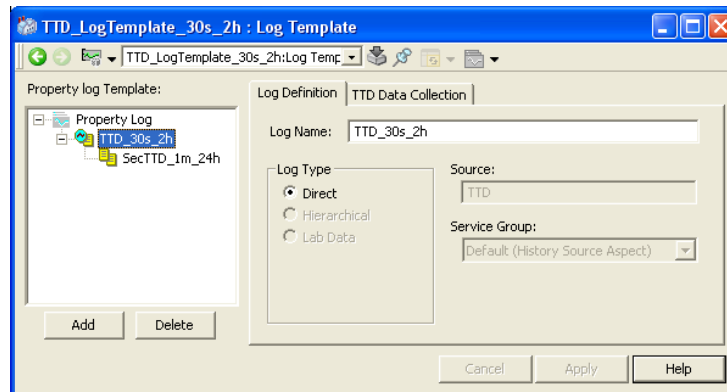 TTD_LogTemplate_30s_2h : Log Template
TTD_LogTemplate_30s_2h:Log Temp
Property log Template:
Property Log
TTD_30s_2h
SecTTD_1m_24h
Add
Delete
Log Definition
TTD Data Collection
Log Name:
TTD_30s_2h
Log Type
Direct
Hierarchical
Lab Data
Source:
TTD
Service Group:
Default (History Source Aspect)
Cancel
Apply
Help